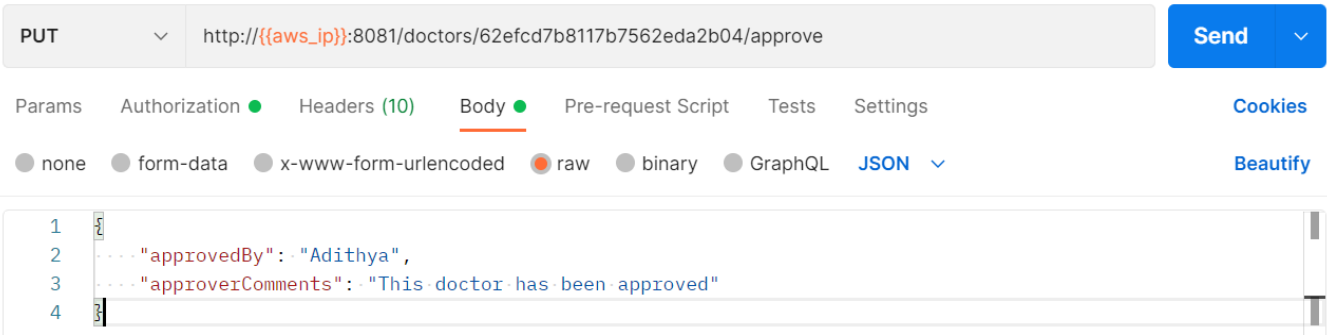 PUT http://{{aws_ip}}:8081/doctors/62efcd7b8117b7562eda2b04/approve Send
Params Authorization Headers (10) Body Pre-request Script Tests Settings Cookies
none form-data x-www-form-urlencoded raw binary GraphQL JSON Beautify
1 {
2 "approvedBy": "Adithya",
3 "approverComments": "This doctor has been approved"
4 }